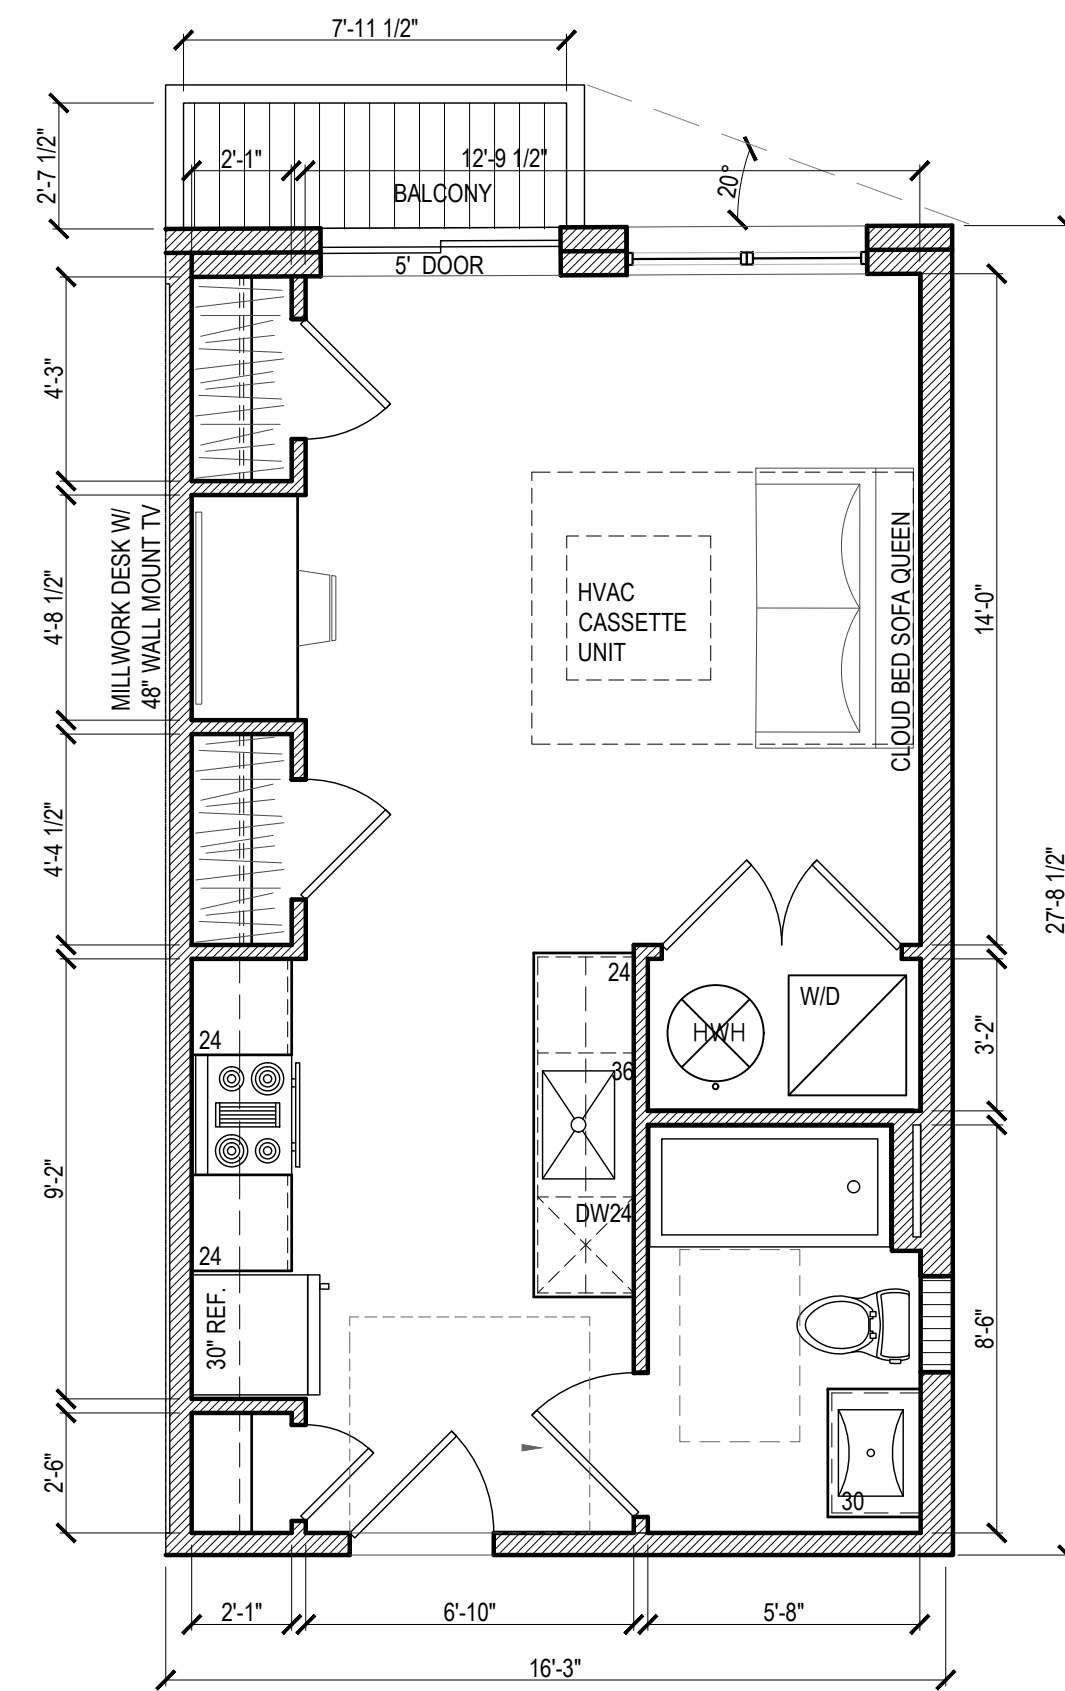 7'-11 1/2"
2'-7 1/2"
2'-1"
12'-9 1/2"
20°
BALCONY
5' DOOR
4'-3"
MILLWORK DESK W/
48" WALL MOUNT TV
4'-8 1/2"
HVAC
CASSETTE
UNIT
CLOUD BED SOFA QUEEN
14'-0"
4'-4 1/2"
27'-8 1/2"
24
HWH
W/D
3'-2"
24
36
9'-2"
DW24
24
30" REF.
8'-6"
2'-6"
30
2'-1"
6'-10"
5'-8"
16'-3"